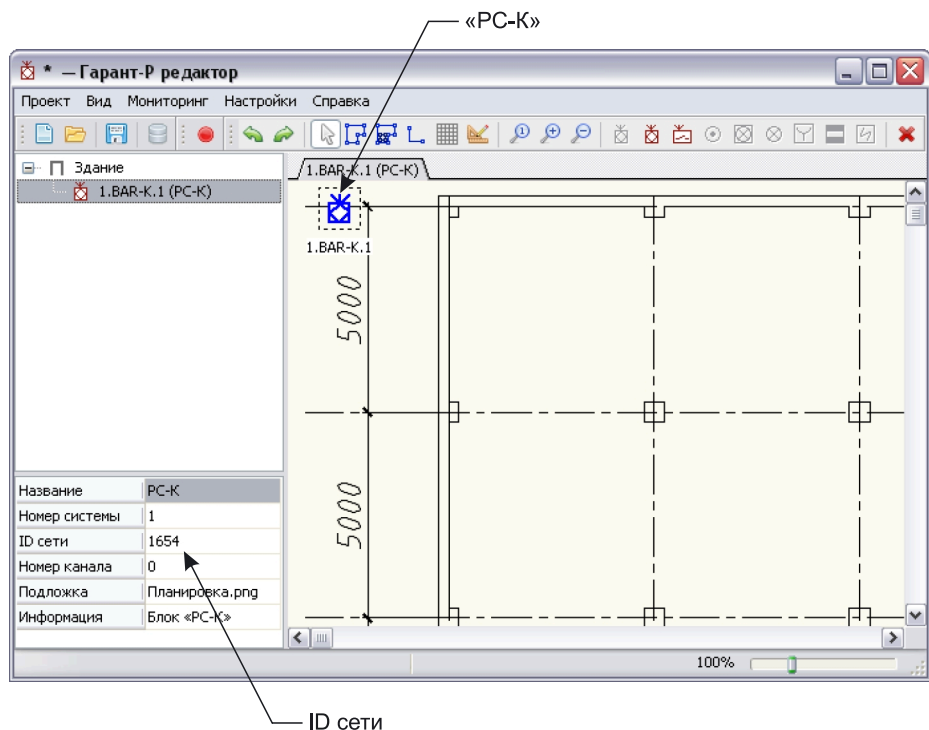 «РС-К»
* — Гарант-Р редактор
Проект Вид Мониторинг Настройки Справка
Здание
1.BAR-K.1 (РС-К)
1.BAR-K.1 (РС-К)
1.BAR-K.1
5000
5000
Название РС-К
Номер системы 1
ID сети 1654
Номер канала 0
Подложка Планировка.png
Информация Блок «РС-К»
100%
ID сети